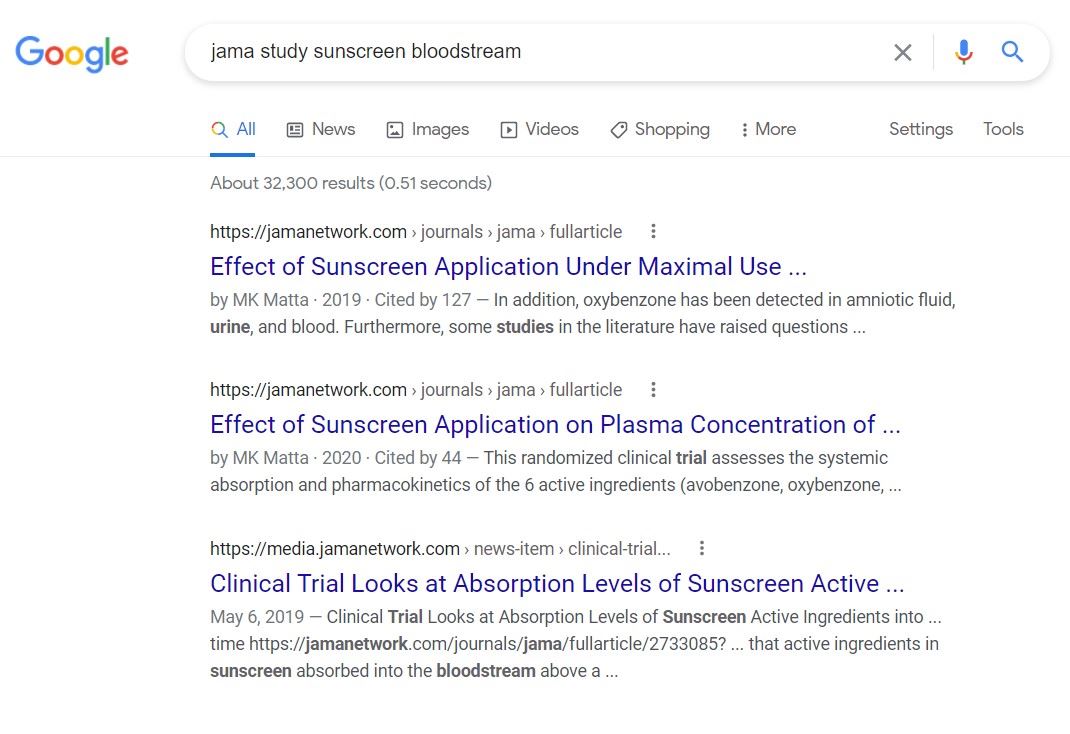 Google
jama study sunscreen bloodstream
All News Images Videos Shopping More Settings Tools
About 32,300 results (0.51 seconds)
https://jamanetwork.com › journals › jama › fullarticle
Effect of Sunscreen Application Under Maximal Use ...
by MK Matta · 2019 · Cited by 127 — In addition, oxybenzone has been detected in amniotic fluid,
urine, and blood. Furthermore, some studies in the literature have raised questions ...
https://jamanetwork.com › journals › jama › fullarticle
Effect of Sunscreen Application on Plasma Concentration of ...
by MK Matta · 2020 · Cited by 44 — This randomized clinical trial assesses the systemic
absorption and pharmacokinetics of the 6 active ingredients (avobenzone, oxybenzone, ...
https://media.jamanetwork.com › news-item › clinical-trial...
Clinical Trial Looks at Absorption Levels of Sunscreen Active ...
May 6, 2019 — Clinical Trial Looks at Absorption Levels of Sunscreen Active Ingredients into ...
time https://jamanetwork.com/journals/jama/fullarticle/2733085? ... that active ingredients in
sunscreen absorbed into the bloodstream above a ...